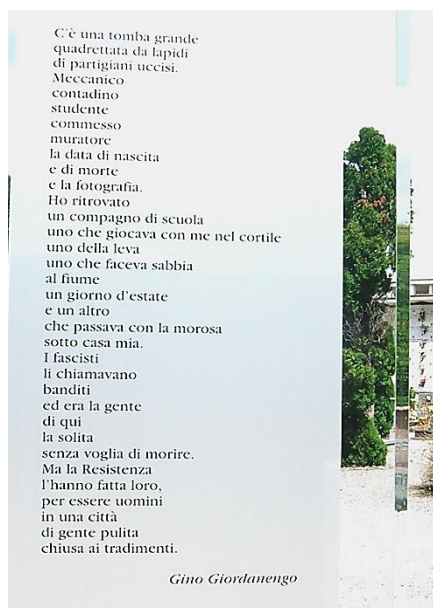 C'è una tomba grande
quadrettata da lapidi
di partigiani uccisi.
Meccanico
contadino
studente
commesso
muratore
la data di nascita
e di morte
e la fotografia.
Ho ritrovato
un compagno di scuola
uno che giocava con me nel cortile
uno della leva
uno che faceva sabbia
al fiume
un giorno d'estate
e un altro
che passava con la morosa
sotto casa mia.
I fascisti
li chiamavano
banditi
ed era la gente
di qui
la solita
senza voglia di morire.
Ma la Resistenza
l'hanno fatta loro,
per essere uomini
in una città
di gente pulita
chiusa ai tradimenti.
Gino Giordanengo